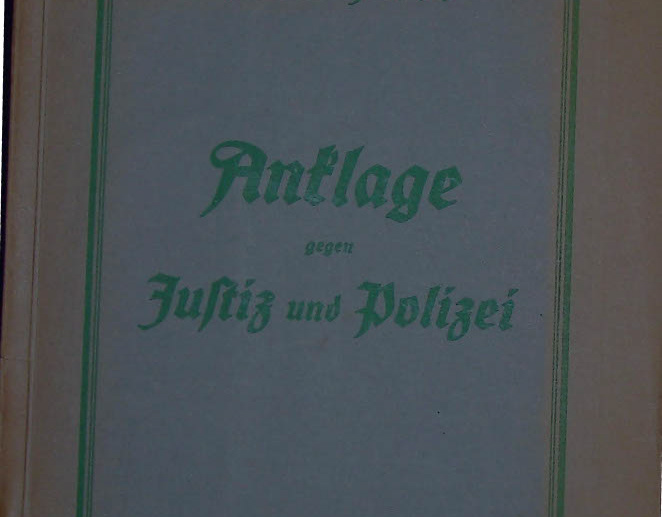 Anklage
gegen
Juſtiz und Polizei